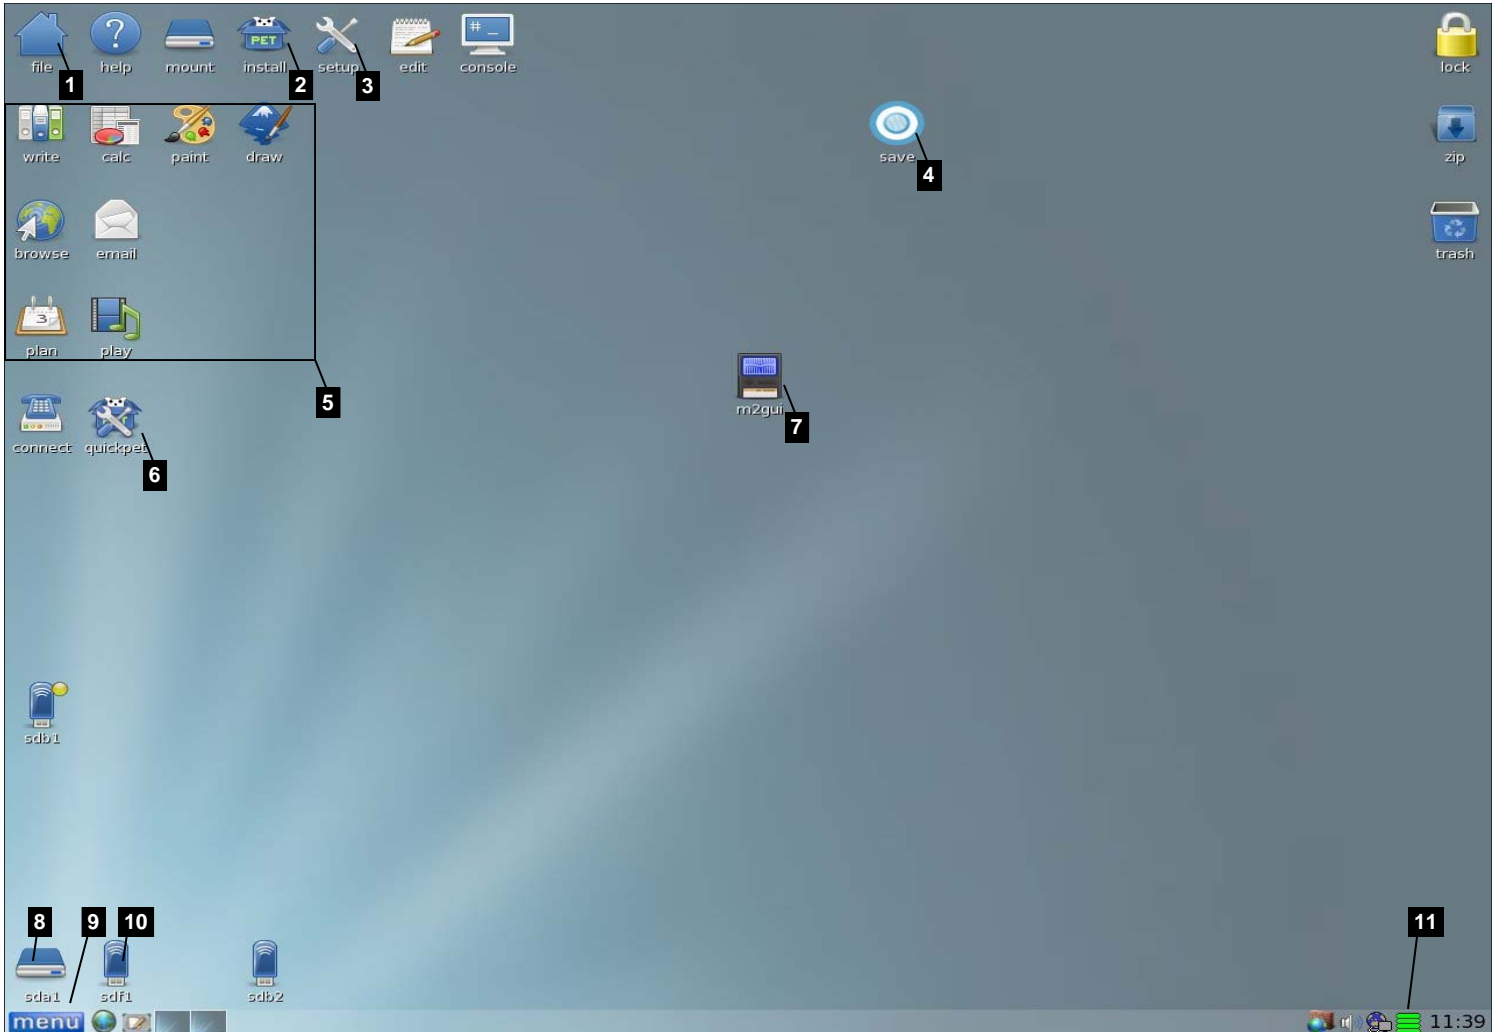 file help mount install setup edit console lock
1 2 3
PET
# _
write calc paint draw save zip
4
browse email trash
3
plan play
5
m2gui
7
connect quickpet
6
sdb1
8 9 10 11
sda1 sdf1 sdb2
menu 11:39